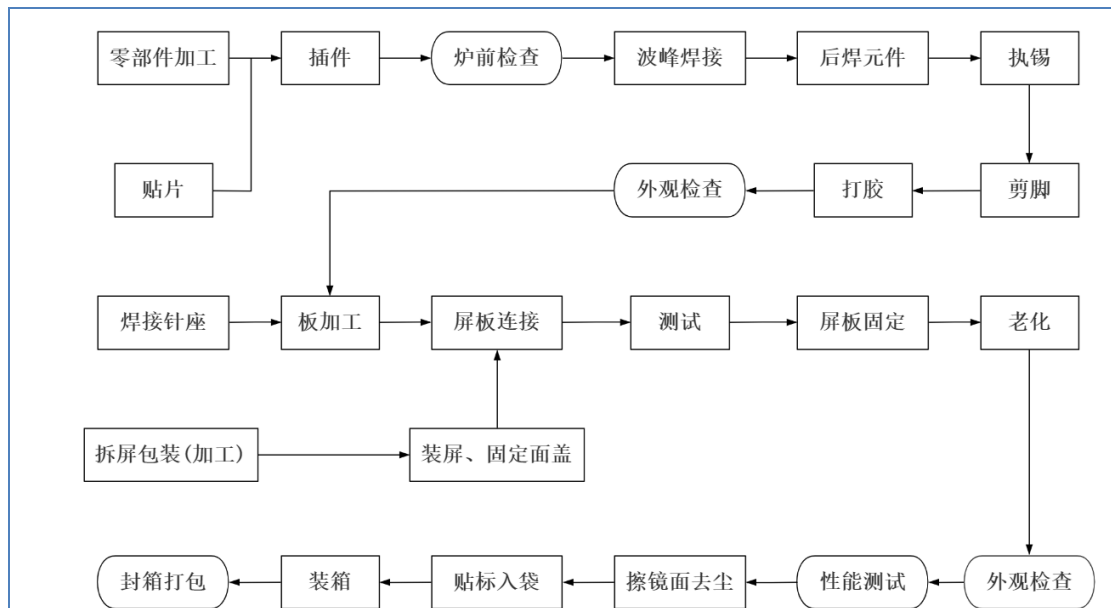 零部件加工
插件
炉前检查
波峰焊接
后焊元件
执锡
贴片
外观检查
打胶
剪脚
焊接针座
板加工
屏板连接
测试
屏板固定
老化
拆屏包装(加工)
装屏、固定面盖
封箱打包
装箱
贴标入袋
擦镜面去尘
性能测试
外观检查